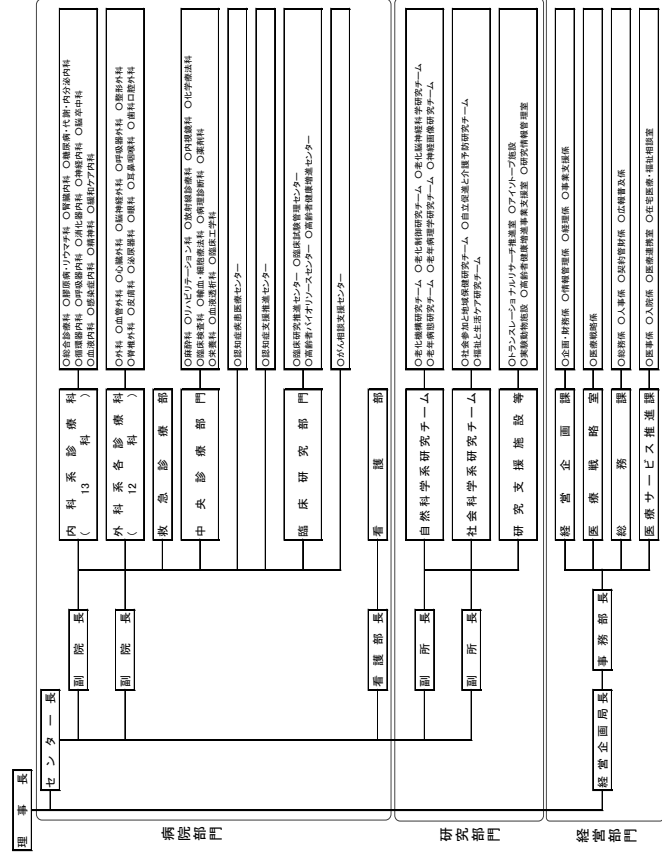 理事長
センター長
病院部門
副院長
副院長
看護部長
内科系診療科
(13科)
○総合診療科 ○膠原病・リウマチ科 ○腎臓内科 ○糖尿病・代謝・内分泌内科
○循環器内科 ○呼吸器内科 ○消化器内科 ○神経内科 ○脳卒中科
○血液内科 ○感染症内科 ○精神科 ○緩和ケア内科
外科系各診療科
(12科)
○外科 ○血管外科 ○心臓外科 ○脳神経外科 ○呼吸器外科 ○整形外科
○脊椎外科 ○皮膚科 ○泌尿器科 ○眼科 ○耳鼻咽喉科 ○歯科口腔外科
救急診療部
中央診療部門
○麻酔科 ○リハビリテーション科 ○放射線診療科 ○内視鏡科 ○化学療法科
○臨床検査科 ○輸血・細胞療法科 ○病理診断科 ○薬剤科
○栄養科 ○血液透析科 ○臨床工学科
○認知症疾患医療センター
○認知症支援推進センター
臨床研究部門
○臨床研究推進センター ○臨床試験管理センター
○高齢者バイオリソースセンター ○高齢者健康増進センター
○がん相談支援センター
看護部
研究部門
副所長
副所長
自然科学系研究チーム
○老化機構研究チーム ○老化制御研究チーム ○老化脳神経科学研究チーム
○老年病態研究チーム ○老年病理学研究チーム ○神経画像研究チーム
社会科学系研究チーム
○社会参加と地域保健研究チーム ○自立促進と介護予防研究チーム
○福祉と生活ケア研究チーム
研究支援施設等
○トランスレーショナルリサーチ推進室 ○アイソトープ施設
○実験動物施設 ○高齢者健康増進事業支援室 ○研究情報管理室
経営部門
経営企画局長
事務部長
経営企画課
○企画・財務係 ○情報管理係 ○経理係 ○事業支援係
医療戦略室
○医療戦略係
総務課
○総務係 ○人事係 ○契約管財係 ○広報普及係
医療サービス推進課
○医事係 ○入院係 ○医療連携室 ○在宅医療・福祉相談室